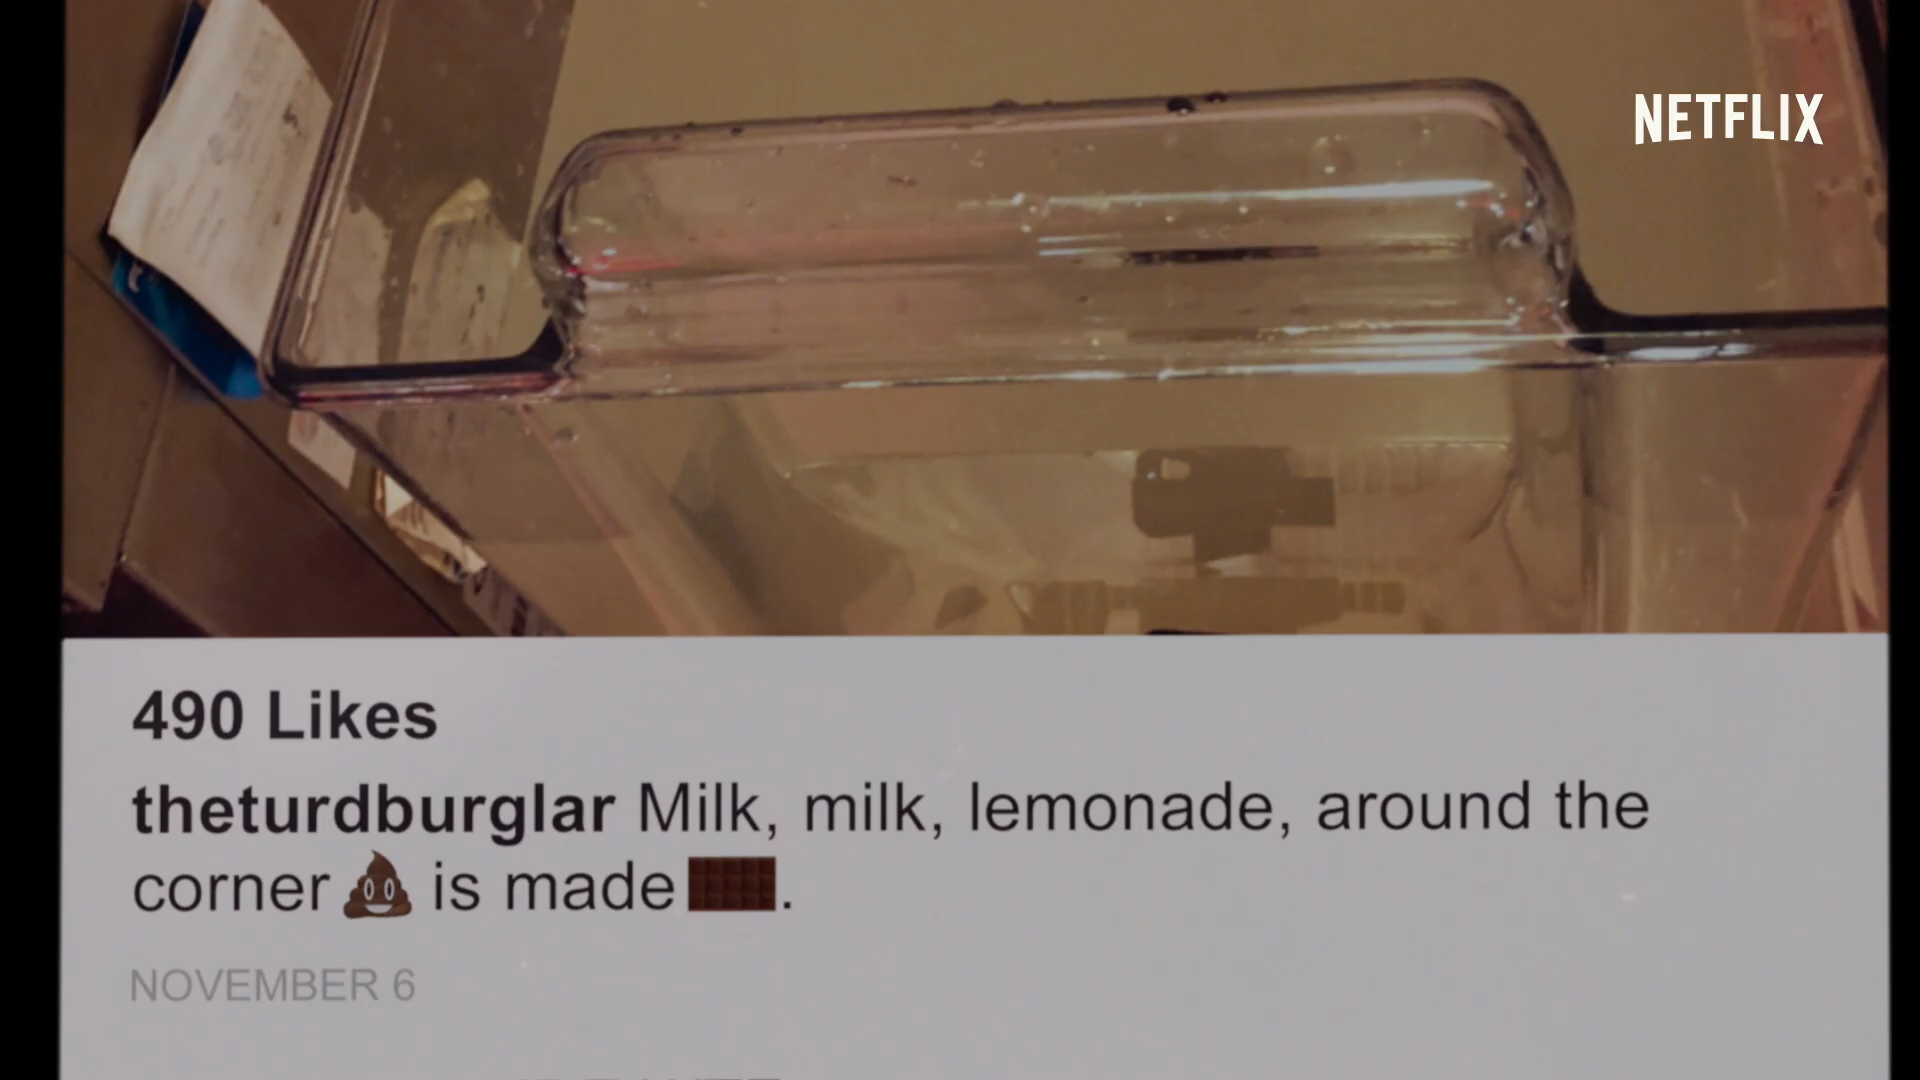 NETFLIX
490 Likes
theturdburglar Milk, milk, lemonade, around the
corner 💩 is made 🍫.
NOVEMBER 6